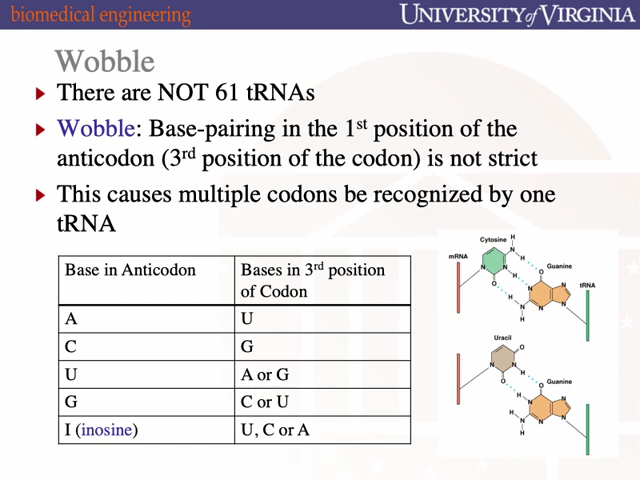 biomedical engineering
UNIVERSITY of VIRGINIA
Wobble
There are NOT 61 tRNAs
Wobble: Base-pairing in the 1st position of the
anticodon (3rd position of the codon) is not strict
This causes multiple codons be recognized by one
tRNA
Base in Anticodon
Bases in 3rd position
of Codon
A
U
C
G
U
A or G
G
C or U
I (inosine)
U, C or A
Cytosine
H
mRNA
N
H
Guanine
N
N
H
O
N
tRNA
O
N
H
N
N
N
H
Uracil
O
N
N
H
Guanine
O
O
H
N
N
H
N
N
N
H